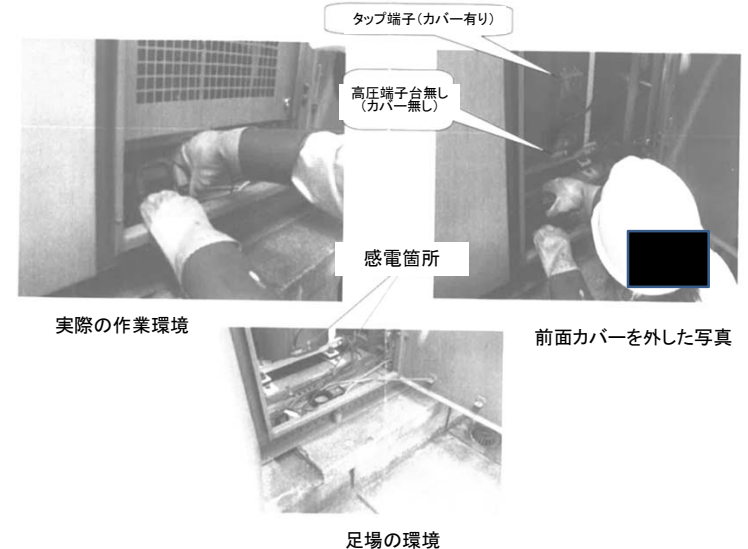 タップ端子(カバー有り)
高圧端子台無し
(カバー無し)
感電箇所
実際の作業環境
前面カバーを外した写真
足場の環境